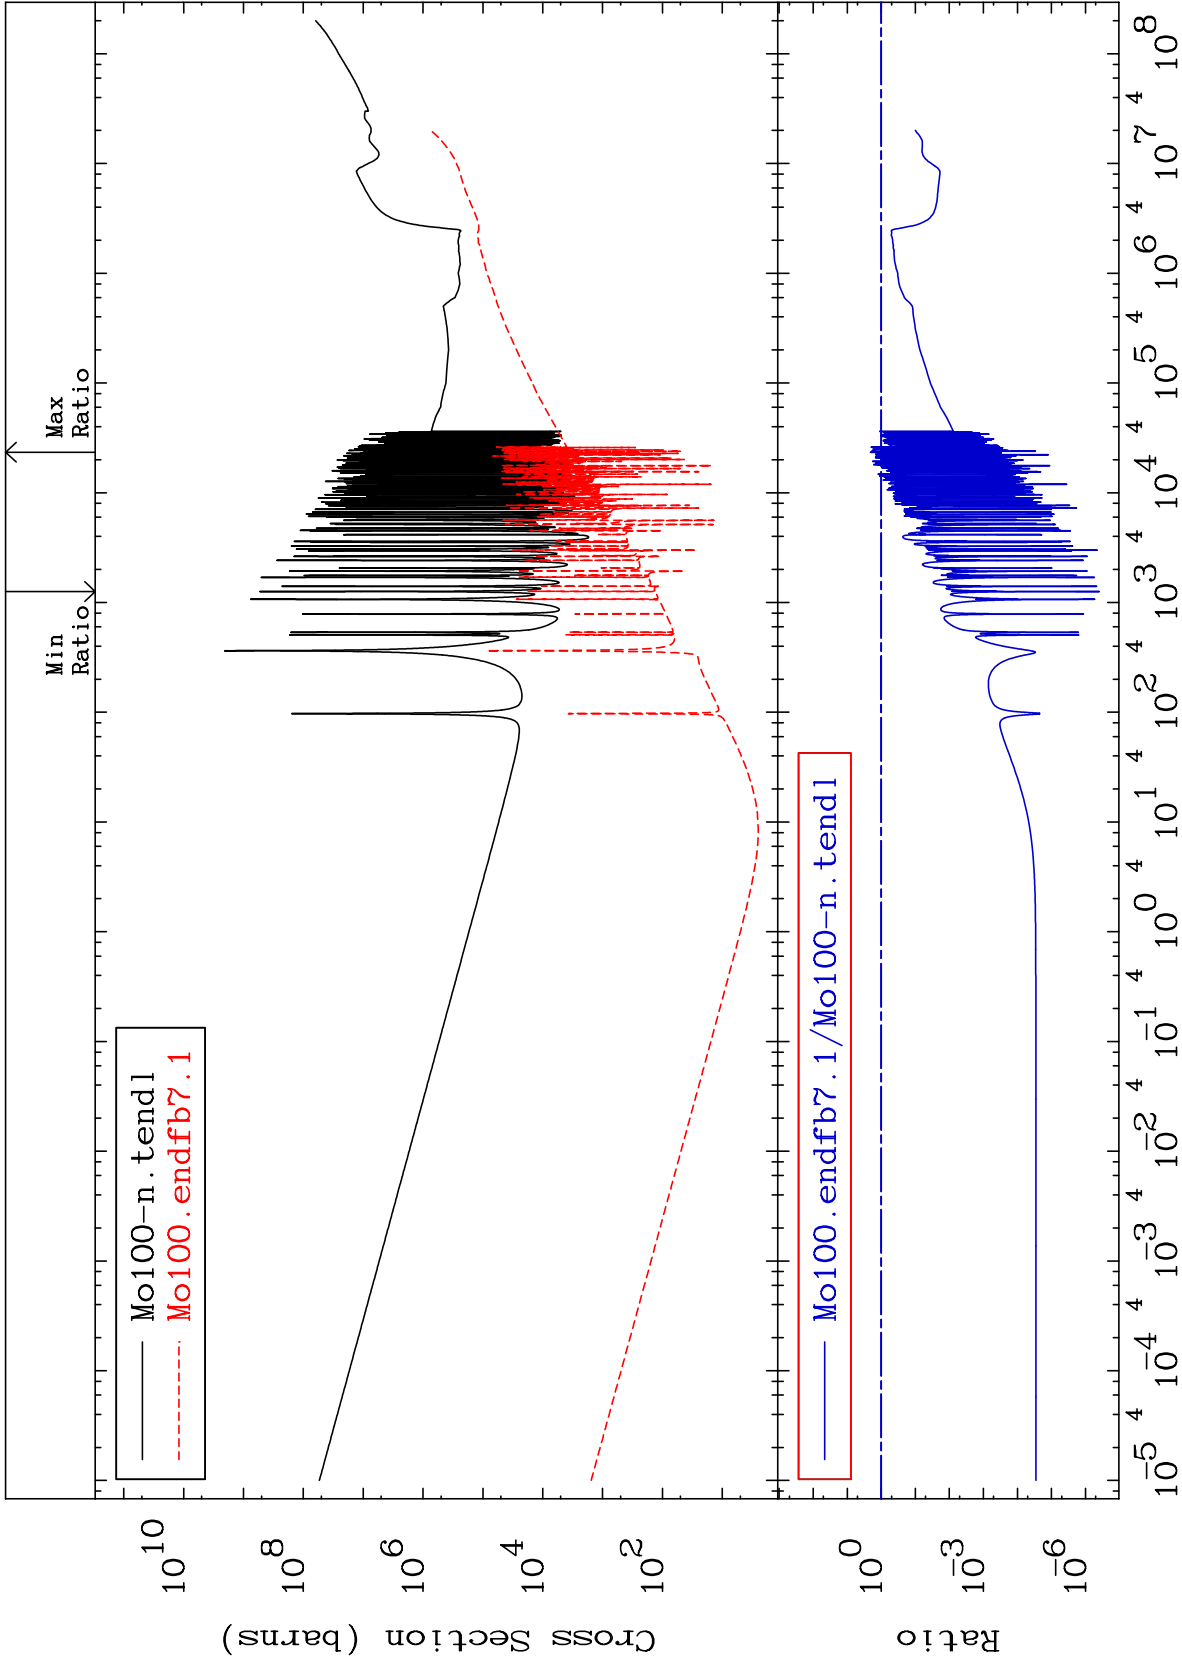 Min
Ratio
Max
Ratio
10^10
10^8
10^6
10^4
10^2
Cross Section (barns)
Mo100-n.tendl
Mo100.endfb7.1
10^0
10^-3
10^-6
Ratio
Mo100.endfb7.1/Mo100-n.tendl
10^-5 4 10^-4 4 10^-3 4 10^-2 4 10^-1 4 10^0 4 10^1 4 10^2 4 10^3 4 10^4 4 10^5 4 10^6 4 10^7 4 10^8